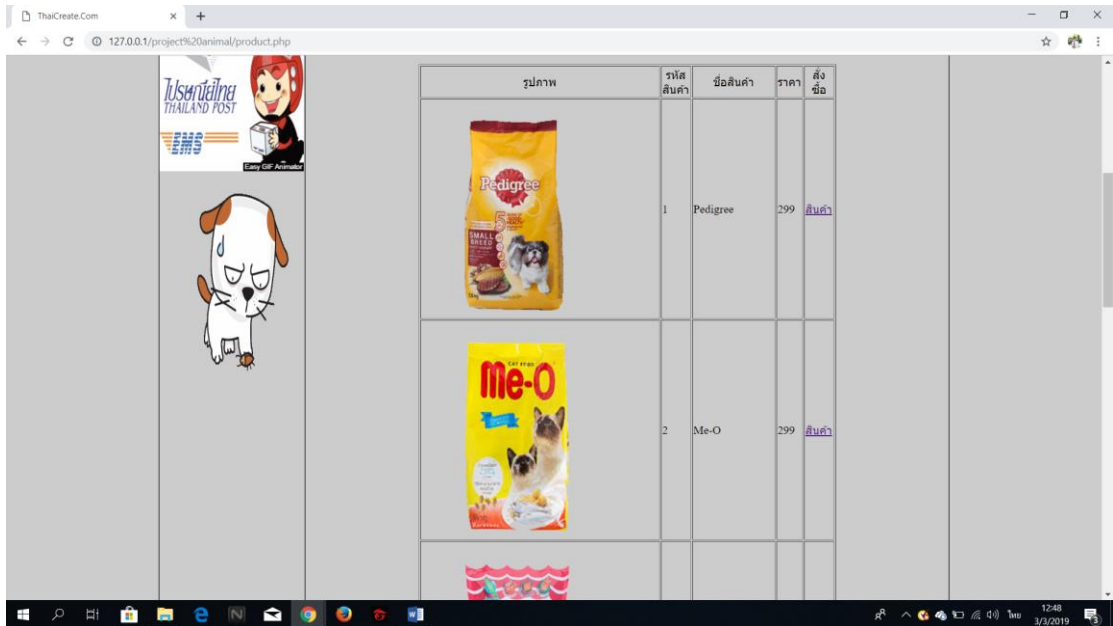 ThaiCreate.Com
127.0.0.1/project%20animal/product.php
ไปรษณีย์ไทย
THAILAND POST
EMS
Easy GIF Animator
รูปภาพ
รหัส
สินค้า
ชื่อสินค้า
ราคา
สั่ง
ซื้อ
Pedigree
SMALL
BREED
1
Pedigree
299
สินค้า
CAT FOOD
Me-O
2
Me-O
299
สินค้า
ไทย
12:48
3/3/2019